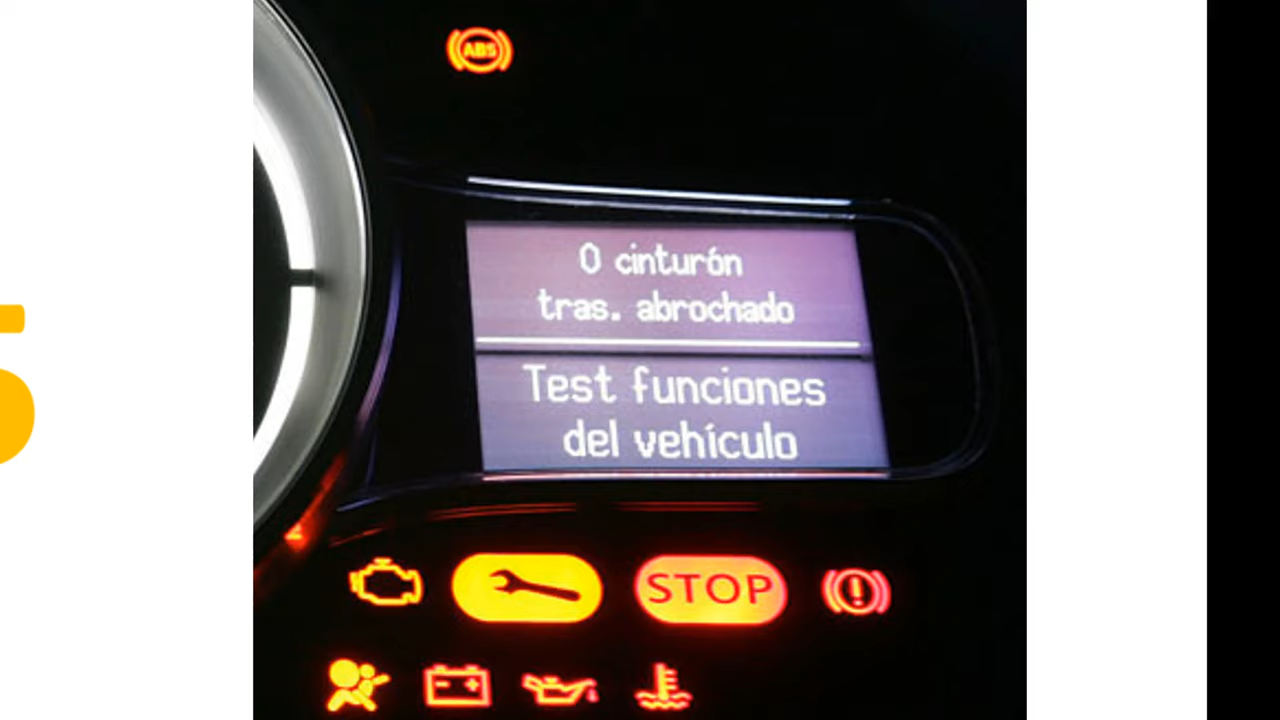 ABS
0 cinturón
tras. abrochado
Test funciones
del vehículo
STOP